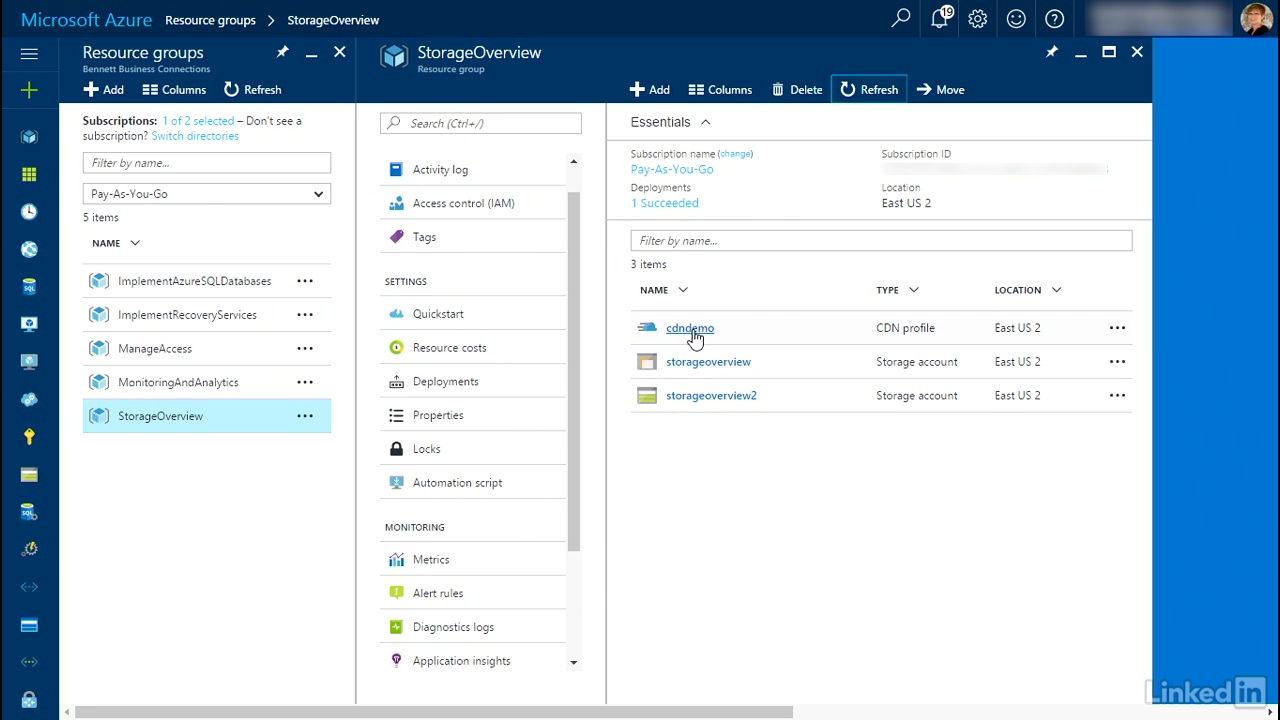 Microsoft Azure Resource groups > StorageOverview
19
Resource groups
Bennett Business Connections
Add Columns Refresh
Subscriptions: 1 of 2 selected – Don't see a
subscription? Switch directories
Filter by name...
Pay-As-You-Go
5 items
NAME
ImplementAzureSQLDatabases
ImplementRecoveryServices
ManageAccess
MonitoringAndAnalytics
StorageOverview
StorageOverview
Resource group
Search (Ctrl+/)
Activity log
Access control (IAM)
Tags
SETTINGS
Quickstart
Resource costs
Deployments
Properties
Locks
Automation script
MONITORING
Metrics
Alert rules
Diagnostics logs
Application insights
Add Columns Delete Refresh Move
Essentials
Subscription name (change) Subscription ID
Pay-As-You-Go
Deployments Location
1 Succeeded East US 2
Filter by name...
3 items
NAME TYPE LOCATION
cdndemo CDN profile East US 2
storageoverview Storage account East US 2
storageoverview2 Storage account East US 2
LinkedIn